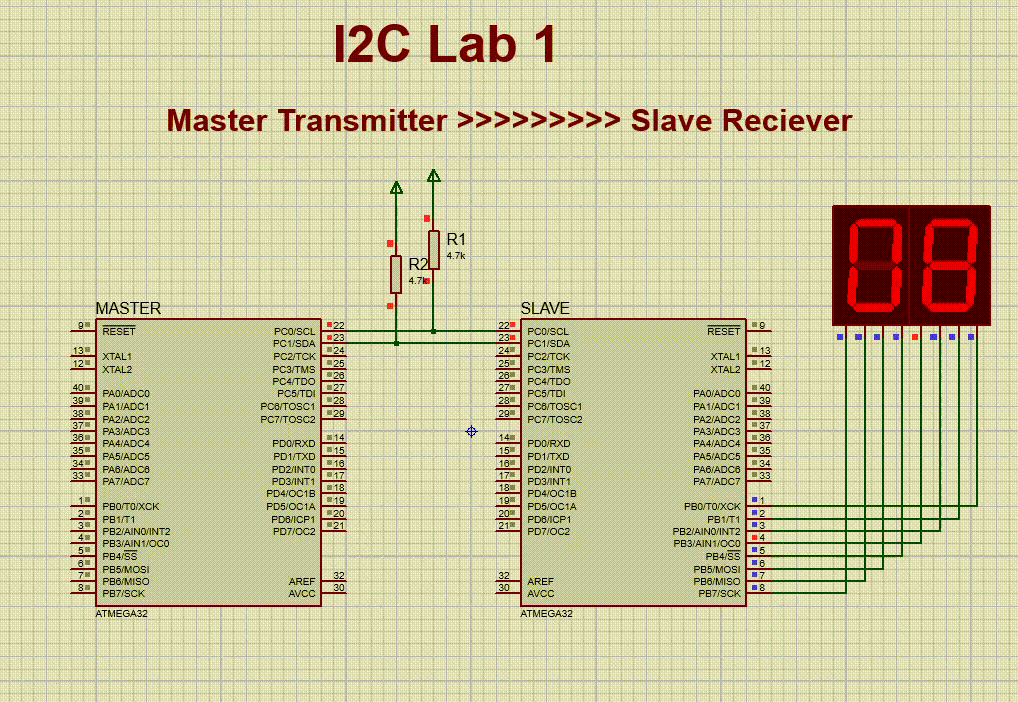 I2C Lab 1
Master Transmitter >>>>>>>>> Slave Reciever
R1
4.7k
R2
4.7k
08
MASTER
9 RESET
13 XTAL1
12 XTAL2
40 PA0/ADC0
39 PA1/ADC1
38 PA2/ADC2
37 PA3/ADC3
36 PA4/ADC4
35 PA5/ADC5
34 PA6/ADC6
33 PA7/ADC7
1 PB0/T0/XCK
2 PB1/T1
3 PB2/AIN0/INT2
4 PB3/AIN1/OC0
5 PB4/SS
6 PB5/MOSI
7 PB6/MISO
8 PB7/SCK
PC0/SCL 22
PC1/SDA 23
PC2/TCK 24
PC3/TMS 25
PC4/TDO 26
PC5/TDI 27
PC6/TOSC1 28
PC7/TOSC2 29
PD0/RXD 14
PD1/TXD 15
PD2/INT0 16
PD3/INT1 17
PD4/OC1B 18
PD5/OC1A 19
PD6/ICP1 20
PD7/OC2 21
AREF 32
AVCC 30
ATMEGA32
SLAVE
22 PC0/SCL
23 PC1/SDA
24 PC2/TCK
25 PC3/TMS
26 PC4/TDO
27 PC5/TDI
28 PC6/TOSC1
29 PC7/TOSC2
14 PD0/RXD
15 PD1/TXD
16 PD2/INT0
17 PD3/INT1
18 PD4/OC1B
19 PD5/OC1A
20 PD6/ICP1
21 PD7/OC2
32 AREF
30 AVCC
RESET 9
XTAL1 13
XTAL2 12
PA0/ADC0 40
PA1/ADC1 39
PA2/ADC2 38
PA3/ADC3 37
PA4/ADC4 36
PA5/ADC5 35
PA6/ADC6 34
PA7/ADC7 33
PB0/T0/XCK 1
PB1/T1 2
PB2/AIN0/INT2 3
PB3/AIN1/OC0 4
PB4/SS 5
PB5/MOSI 6
PB6/MISO 7
PB7/SCK 8
ATMEGA32